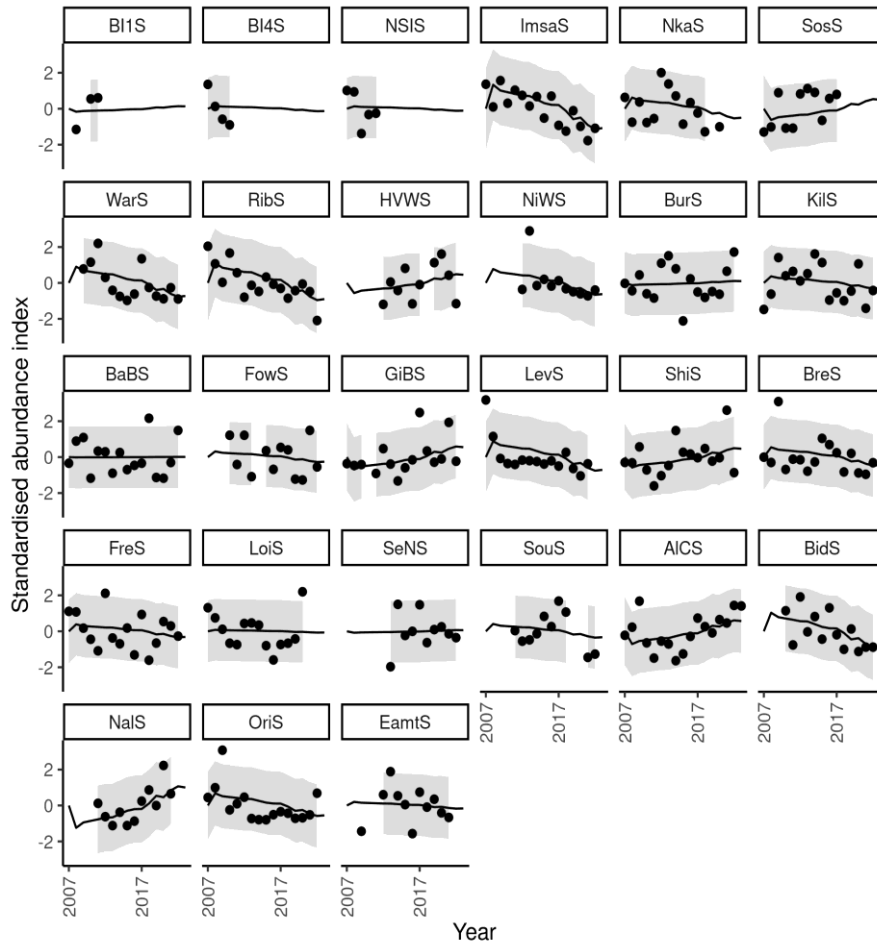 BI1S BI4S NSIS ImsaS NkaS SosS
2
0
-2
WarS RibS HVWS NiWS BurS KilS
2
0
-2
BaBS FowS GiBS LevS ShiS BreS
2
0
-2
FreS LoiS SeNS SouS AlCS BidS
2
0
-2
2007 2017 2007 2017 2007 2017
NalS OriS EamtS
2
0
-2
2007 2017 2007 2017 2007 2017
Year
Standardised abundance index